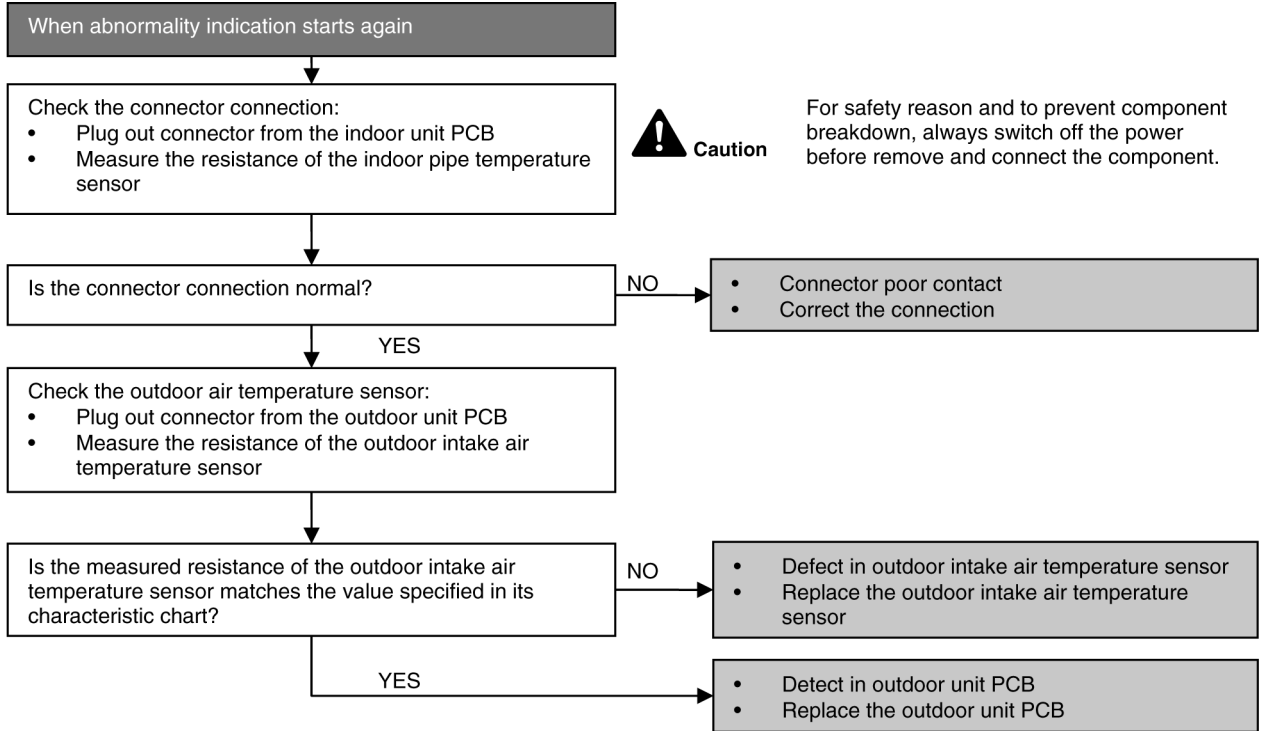 When abnormality indication starts again
Check the connector connection:
• Plug out connector from the indoor unit PCB
• Measure the resistance of the indoor pipe temperature
sensor
Caution
For safety reason and to prevent component
breakdown, always switch off the power
before remove and connect the component.
Is the connector connection normal?
NO
• Connector poor contact
• Correct the connection
YES
Check the outdoor air temperature sensor:
• Plug out connector from the outdoor unit PCB
• Measure the resistance of the outdoor intake air
temperature sensor
Is the measured resistance of the outdoor intake air
temperature sensor matches the value specified in its
characteristic chart?
NO
• Defect in outdoor intake air temperature sensor
• Replace the outdoor intake air temperature
sensor
YES
• Detect in outdoor unit PCB
• Replace the outdoor unit PCB